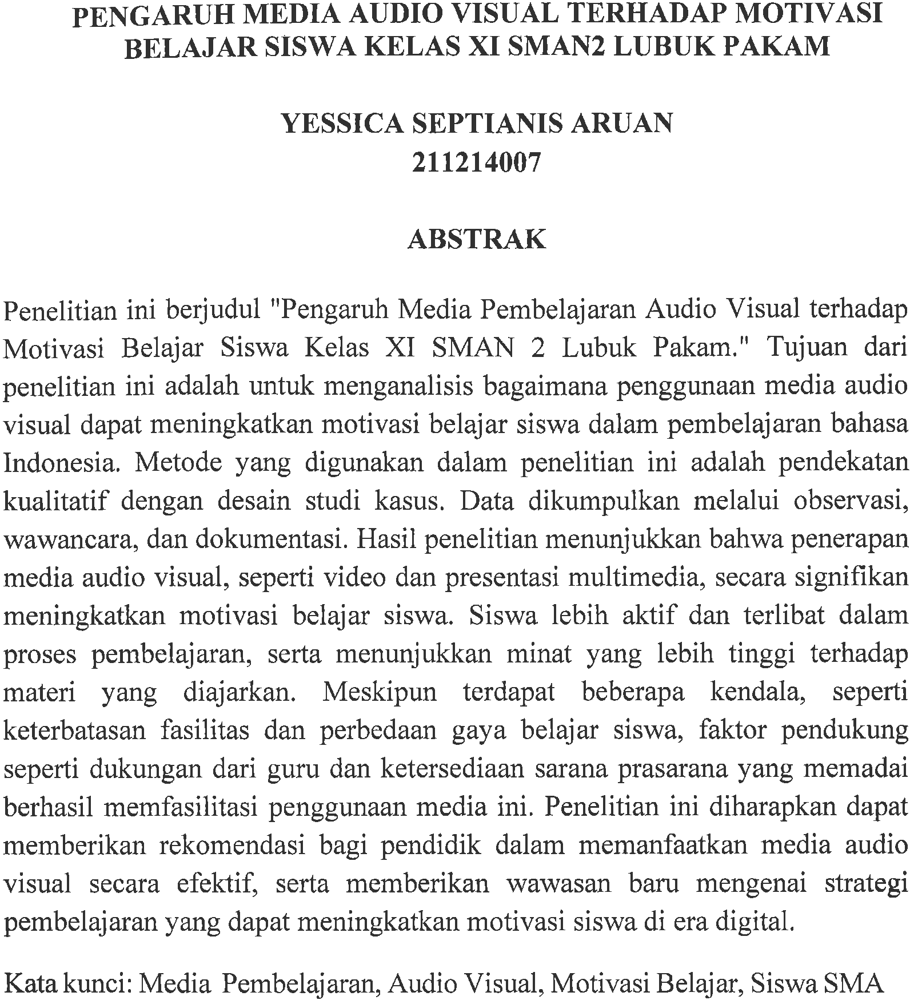 PENGARUH MEDIA AUDIO VISUAL TERHADAP MOTIVASI
BELAJAR SISWA KELAS XI SMAN2 LUBUK PAKAM
YESSICA SEPTIANIS ARUAN
211214007
ABSTRAK
Penelitian ini berjudul "Pengaruh Media Pembelajaran Audio Visual terhadap
Motivasi Belajar Siswa Kelas XI SMAN 2 Lubuk Pakam." Tujuan dari
penelitian ini adalah untuk menganalisis bagaimana penggunaan media audio
visual dapat meningkatkan motivasi belajar siswa dalam pembelajaran bahasa
Indonesia. Metode yang digunakan dalam penelitian ini adalah pendekatan
kualitatif dengan desain studi kasus. Data dikumpulkan melalui observasi,
wawancara, dan dokumentasi. Hasil penelitian menunjukkan bahwa penerapan
media audio visual, seperti video dan presentasi multimedia, secara signifikan
meningkatkan motivasi belajar siswa. Siswa lebih aktif dan terlibat dalam
proses pembelajaran, serta menunjukkan minat yang lebih tinggi terhadap
materi yang diajarkan. Meskipun terdapat beberapa kendala, seperti
keterbatasan fasilitas dan perbedaan gaya belajar siswa, faktor pendukung
seperti dukungan dari guru dan ketersediaan sarana prasarana yang memadai
berhasil memfasilitasi penggunaan media ini. Penelitian ini diharapkan dapat
memberikan rekomendasi bagi pendidik dalam memanfaatkan media audio
visual secara efektif, serta memberikan wawasan baru mengenai strategi
pembelajaran yang dapat meningkatkan motivasi siswa di era digital.
Kata kunci: Media Pembelajaran, Audio Visual, Motivasi Belajar, Siswa SMA